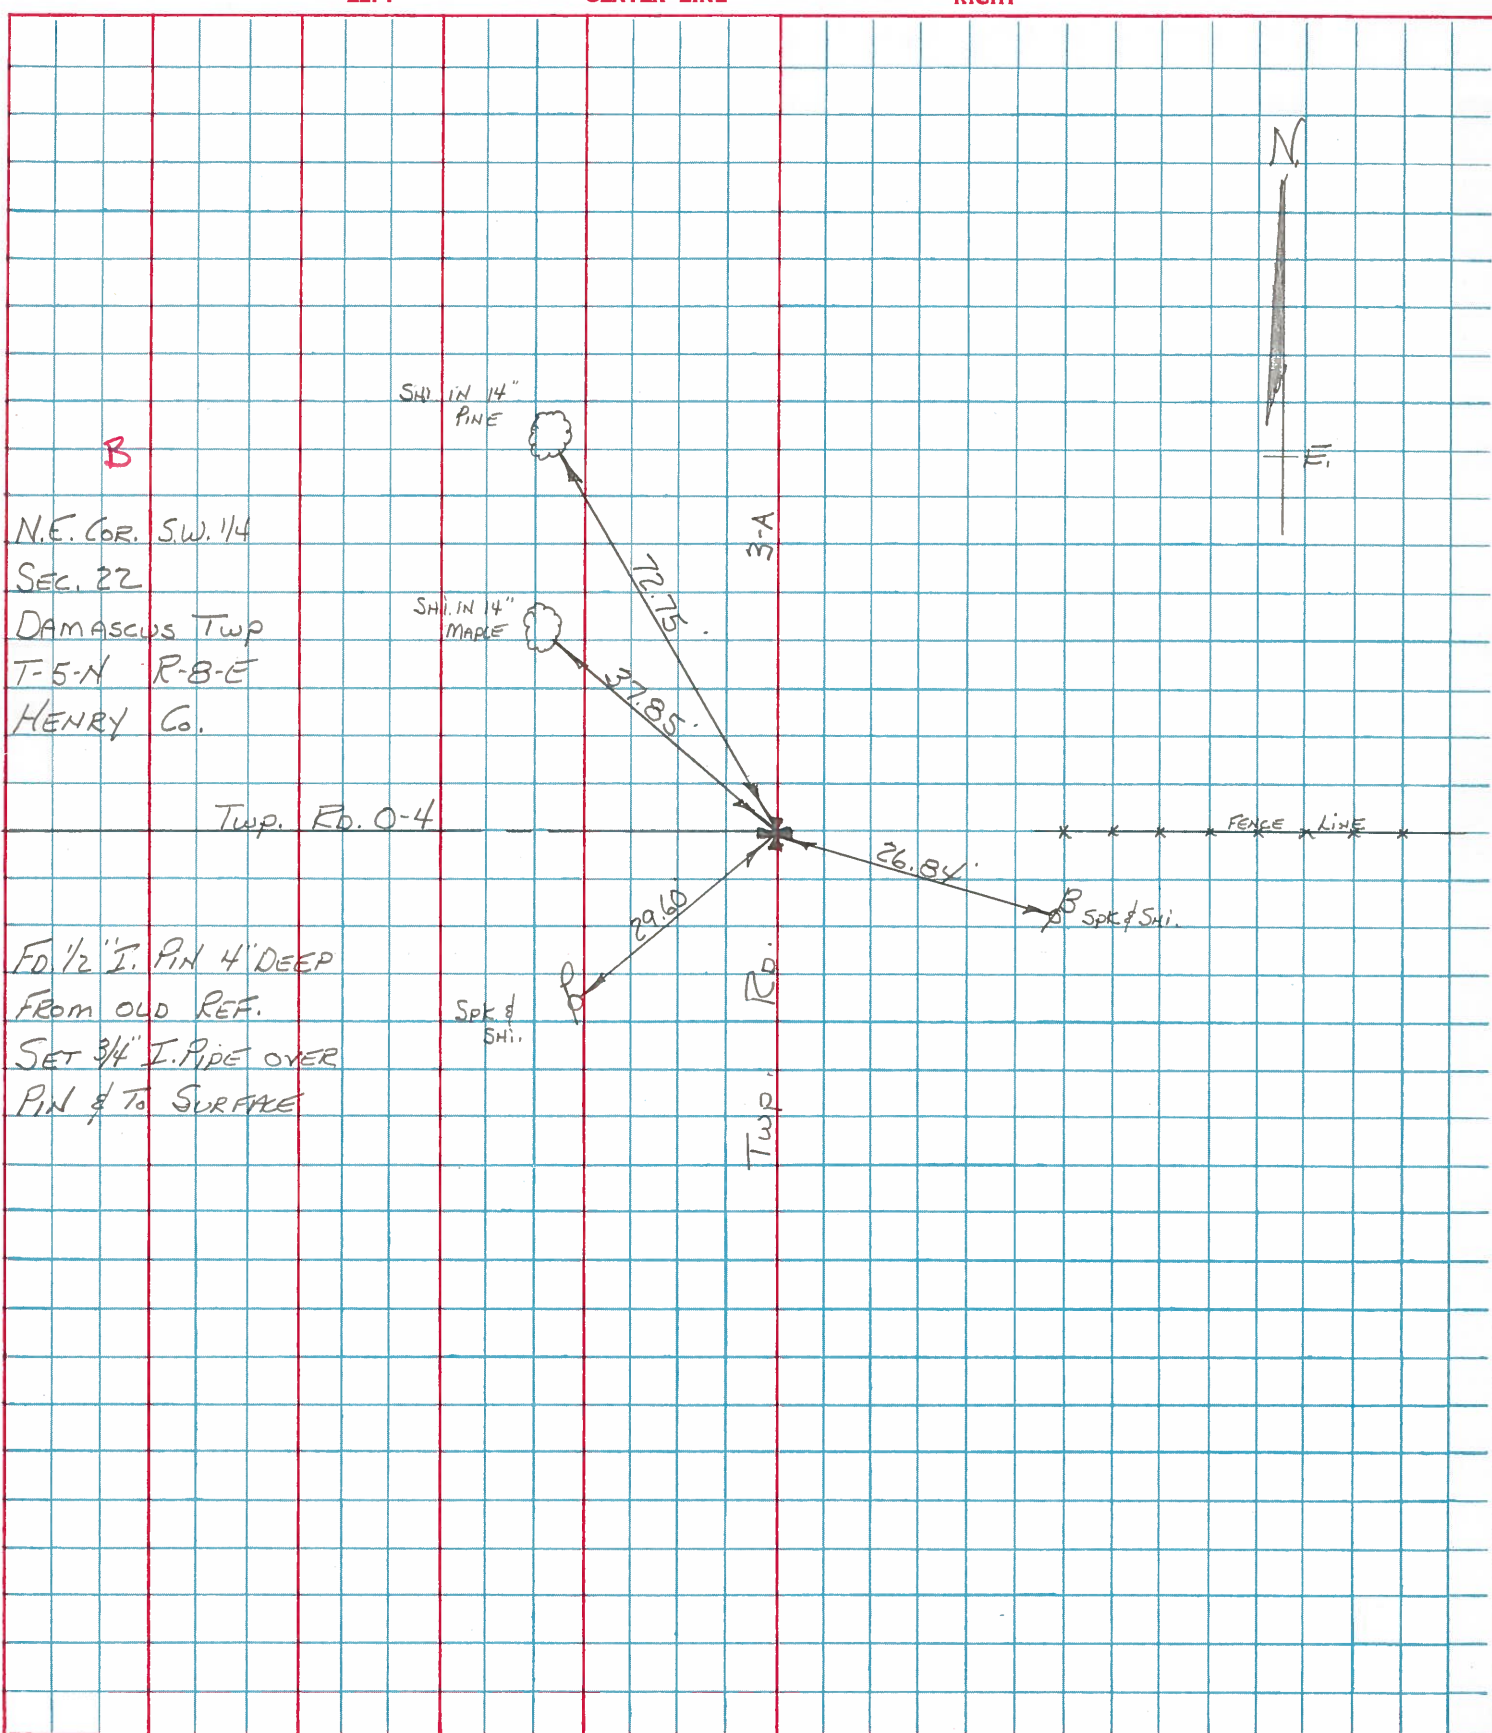 N.
SHI. IN 14"
PINE
B
E.
N.E. COR. S.W. 1/4
3-A
SEC. 22
72.75'
SHI. IN 14"
MAPLE
DAMASCUS TWP
T-5-N R-8-E
37.85'
HENRY CO.
TWP. RD. O-4
FENCE LINE
26.84'
29.60'
SPK & SHI.
FD 1/2" I. PIN 4" DEEP
FROM OLD REF.
SPK &
SHI.
SET 3/4" I. PIPE OVER
PIN & TO SURFACE
TWP. RD.